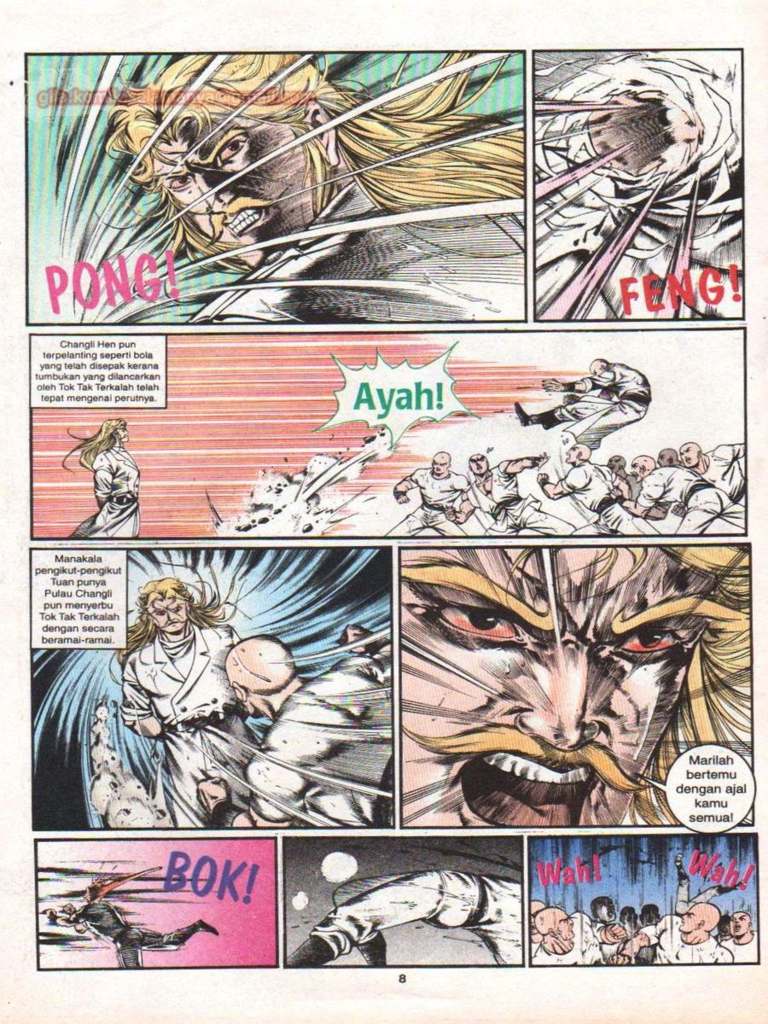 PONG!
FENG!
Changli Hen pun
terpelanting seperti bola
yang telah disepak kerana
tumbukan yang dilancarkan
oleh Tok Tak Terkalah telah
tepat mengenai perutnya.
Ayah!
Manakala
pengikut-pengikut
Tuan punya
Pulau Changli
pun menyerbu
Tok Tak Terkalah
dengan secara
beramai-ramai.
Marilah
bertemu
dengan ajal
kamu
semua!
BOK!
Wah!
Wah!
8